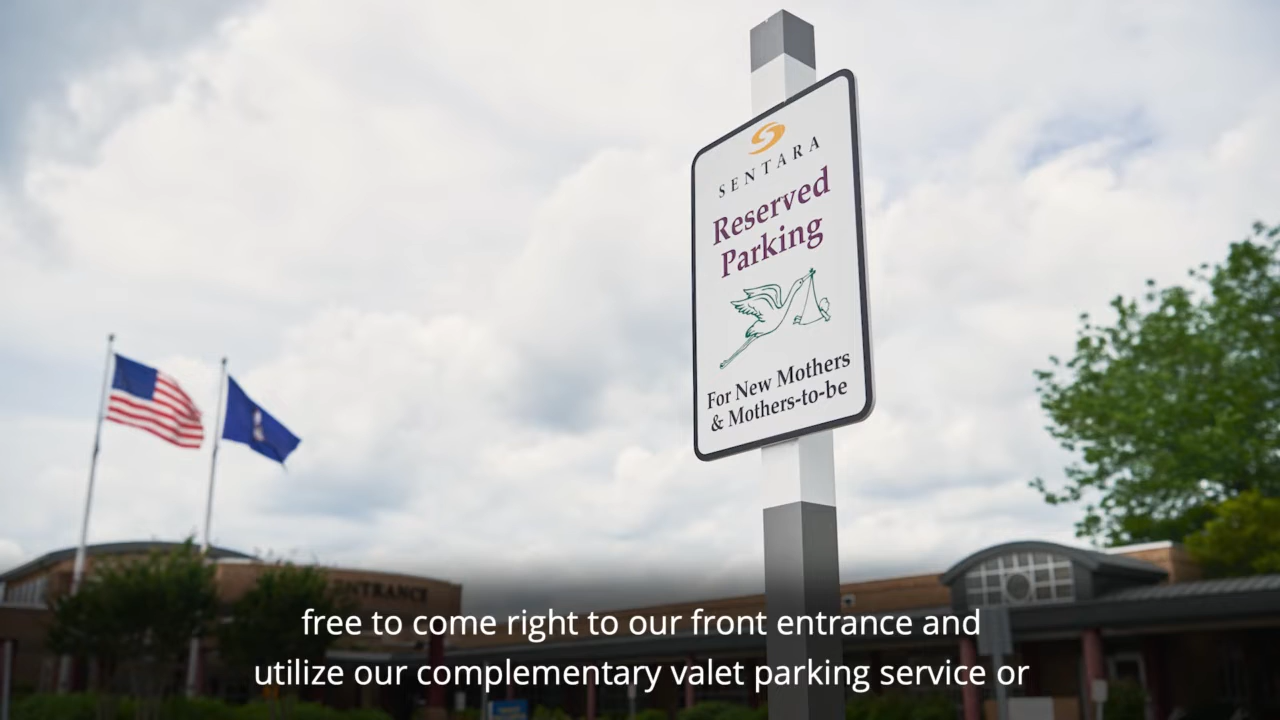 SENTARA
Reserved
Parking
For New Mothers
& Mothers-to-be
ENTRANCE
free to come right to our front entrance and
utilize our complementary valet parking service or